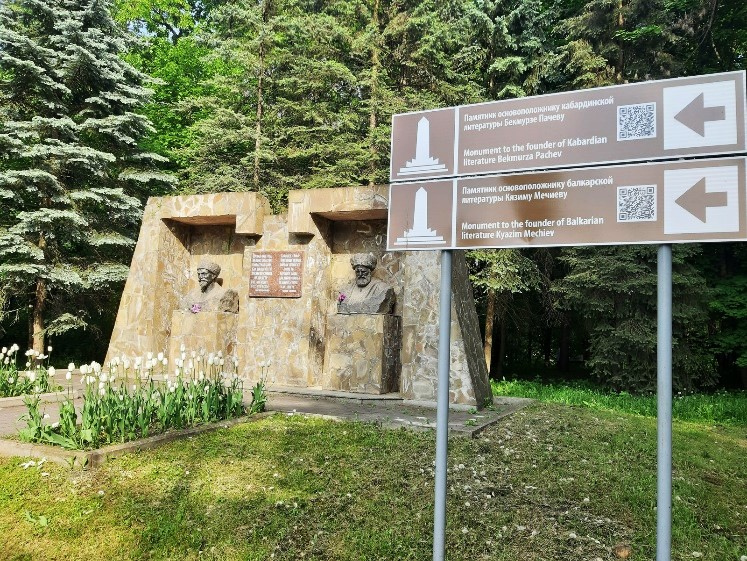 Памятник основоположнику кабардинской
литературы Бекмурзе Пачеву
Monument to the founder of Kabardian
literature Bekmurza Pachev
Памятник основоположнику балкарской
литературы Кязиму Мечиеву
Monument to the founder of Balkarian
literature Kyazim Mechiev